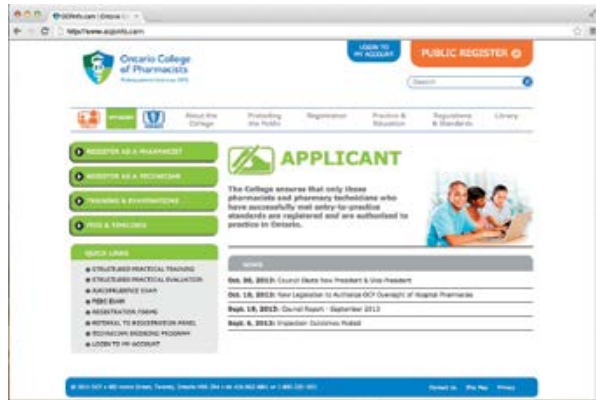 OCPinfo.com | Ontario
http://www.ocpinfo.com
Ontario College
of Pharmacists
LOGIN TO
MY ACCOUNT
PUBLIC REGISTER
Search
APPLICANT
About the
College
Protecting
the Public
Registration
Practice &
Education
Regulations
& Standards
Library
REGISTER AS A PHARMACIST
REGISTER AS A TECHNICIAN
TRAINING & EXAMINATIONS
FEES & TIMELINES
APPLICANT
The College ensures that only those
pharmacists and pharmacy technicians who
have successfully met entry-to-practice
standards are registered and are authorized to
practice in Ontario.
QUICK LINKS
STRUCTURED PRACTICAL TRAINING
STRUCTURED PRACTICAL EVALUATION
JURISPRUDENCE EXAM
PEBC EXAM
REGISTRATION FORMS
REFERRAL TO REGISTRATION PANEL
TECHNICIAN BRIDGING PROGRAM
LOGIN TO MY ACCOUNT
NEWS
Council Elects New President & Vice-President
New Legislation to Authorize OCP Oversight of Hospital Pharmacies
Sept. 19, 2013: Council Report - September 2013
Sept. 6, 2013: Inspection Outcomes Posted
Contact Us
Site Map
Privacy